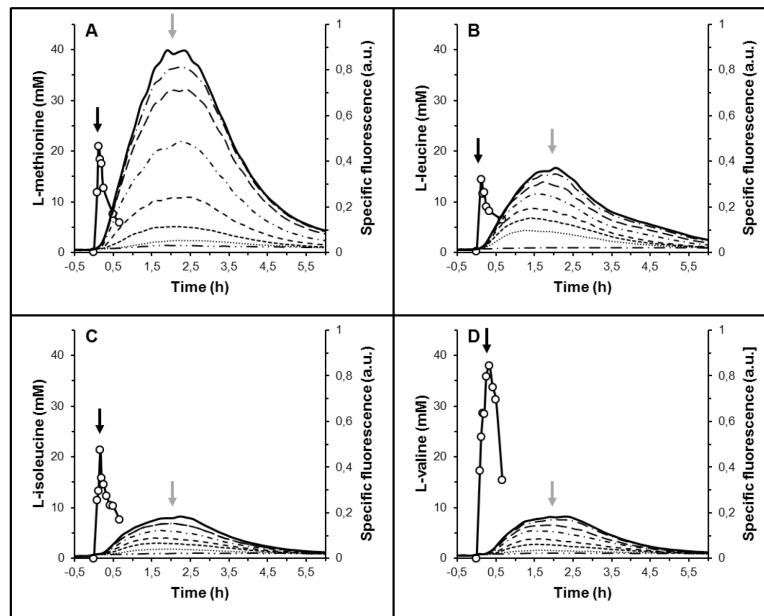 A
L-methionine (mM)
40
30
20
10
0
-0,5 0,5 1,5 2,5 3,5 4,5 5,5
Time (h)
1
0,8
0,6
0,4
0,2
0
Specific fluorescence (a.u.)
B
L-leucine (mM)
40
30
20
10
0
-0,5 0,5 1,5 2,5 3,5 4,5 5,5
Time (h)
1
0,8
0,6
0,4
0,2
0
Specific fluorescence (a.u.)
C
L-isoleucine (mM)
40
30
20
10
0
-0,5 0,5 1,5 2,5 3,5 4,5 5,5
Time (h)
1
0,8
0,6
0,4
0,2
0
Specific fluorescence (a.u.)
D
L-valine (mM)
40
30
20
10
0
-0,5 0,5 1,5 2,5 3,5 4,5 5,5
Time (h)
1
0,8
0,6
0,4
0,2
0
Specific fluorescence (a.u.]